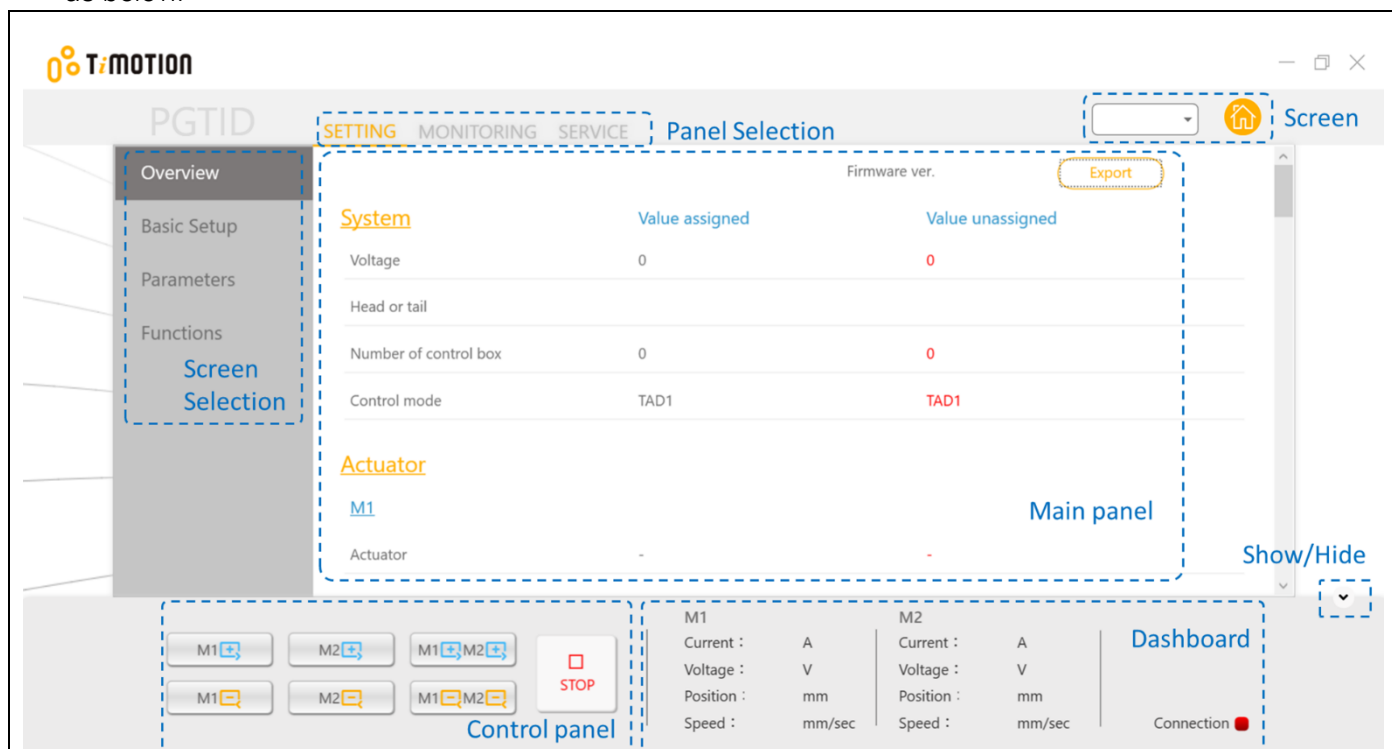 as below:
TiMOTION
PGTID
SETTING MONITORING SERVICE Panel Selection Screen
Overview Firmware ver. Export
System Value assigned Value unassigned
Basic Setup
Voltage 0 0
Parameters
Head or tail
Functions
Number of control box 0 0
Screen
Selection
Control mode TAD1 TAD1
Actuator
M1
Main panel
Actuator - -
Show/Hide
M1 M2
Current : A Current : A Dashboard
M1 M2 M1 M2
Voltage : V Voltage : V
STOP
M1 M2 M1 M2
Position : mm Position : mm
Speed : mm/sec Speed : mm/sec Connection
Control panel